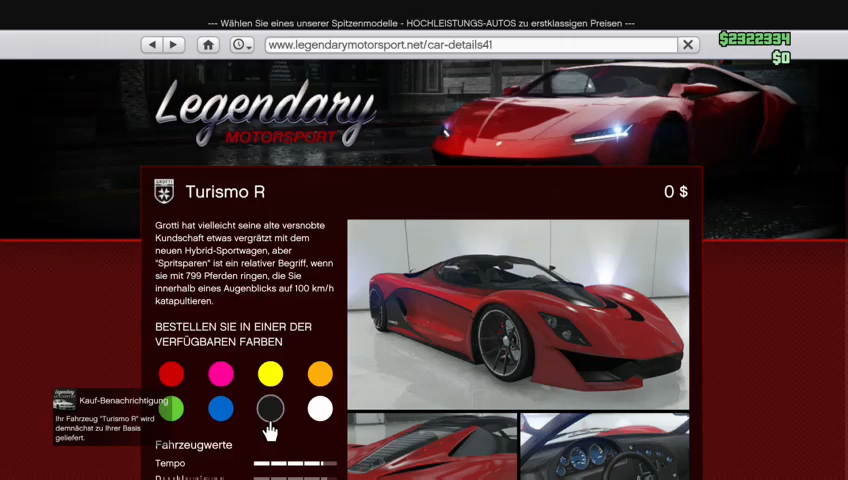 --- Wählen Sie eines unserer Spitzenmodelle - HOCHLEISTUNGS-AUTOS zu erstklassigen Preisen ---
www.legendarymotorsport.net/car-details41
$2322334
$0
Legendary
MOTORSPORT
GROTTI
Turismo R
0 $
Grotti hat vielleicht seine alte versnobte
Kundschaft etwas vergrätzt mit dem
neuen Hybrid-Sportwagen, aber
"Spritsparen" ist ein relativer Begriff, wenn
sie mit 799 Pferden ringen, die Sie
innerhalb eines Augenblicks auf 100 km/h
katapultieren.
BESTELLEN SIE IN EINER DER
VERFÜGBAREN FARBEN
Legendary
Kauf-Benachrichtigung
Ihr Fahrzeug "Turismo R" wird
demnächst zu Ihrer Basis
geliefert.
Fahrzeugwerte
Tempo